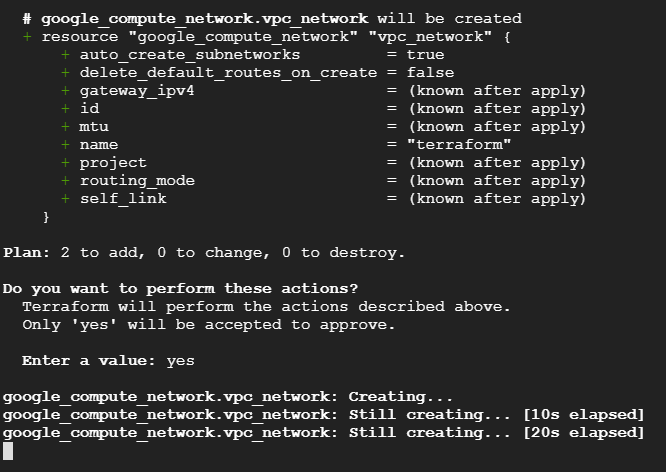 # google_compute_network.vpc_network will be created
+ resource "google_compute_network" "vpc_network" {
+ auto_create_subnetworks = true
+ delete_default_routes_on_create = false
+ gateway_ipv4 = (known after apply)
+ id = (known after apply)
+ mtu = (known after apply)
+ name = "terraform"
+ project = (known after apply)
+ routing_mode = (known after apply)
+ self_link = (known after apply)
}
Plan: 2 to add, 0 to change, 0 to destroy.
Do you want to perform these actions?
Terraform will perform the actions described above.
Only 'yes' will be accepted to approve.
Enter a value: yes
google_compute_network.vpc_network: Creating...
google_compute_network.vpc_network: Still creating... [10s elapsed]
google_compute_network.vpc_network: Still creating... [20s elapsed]